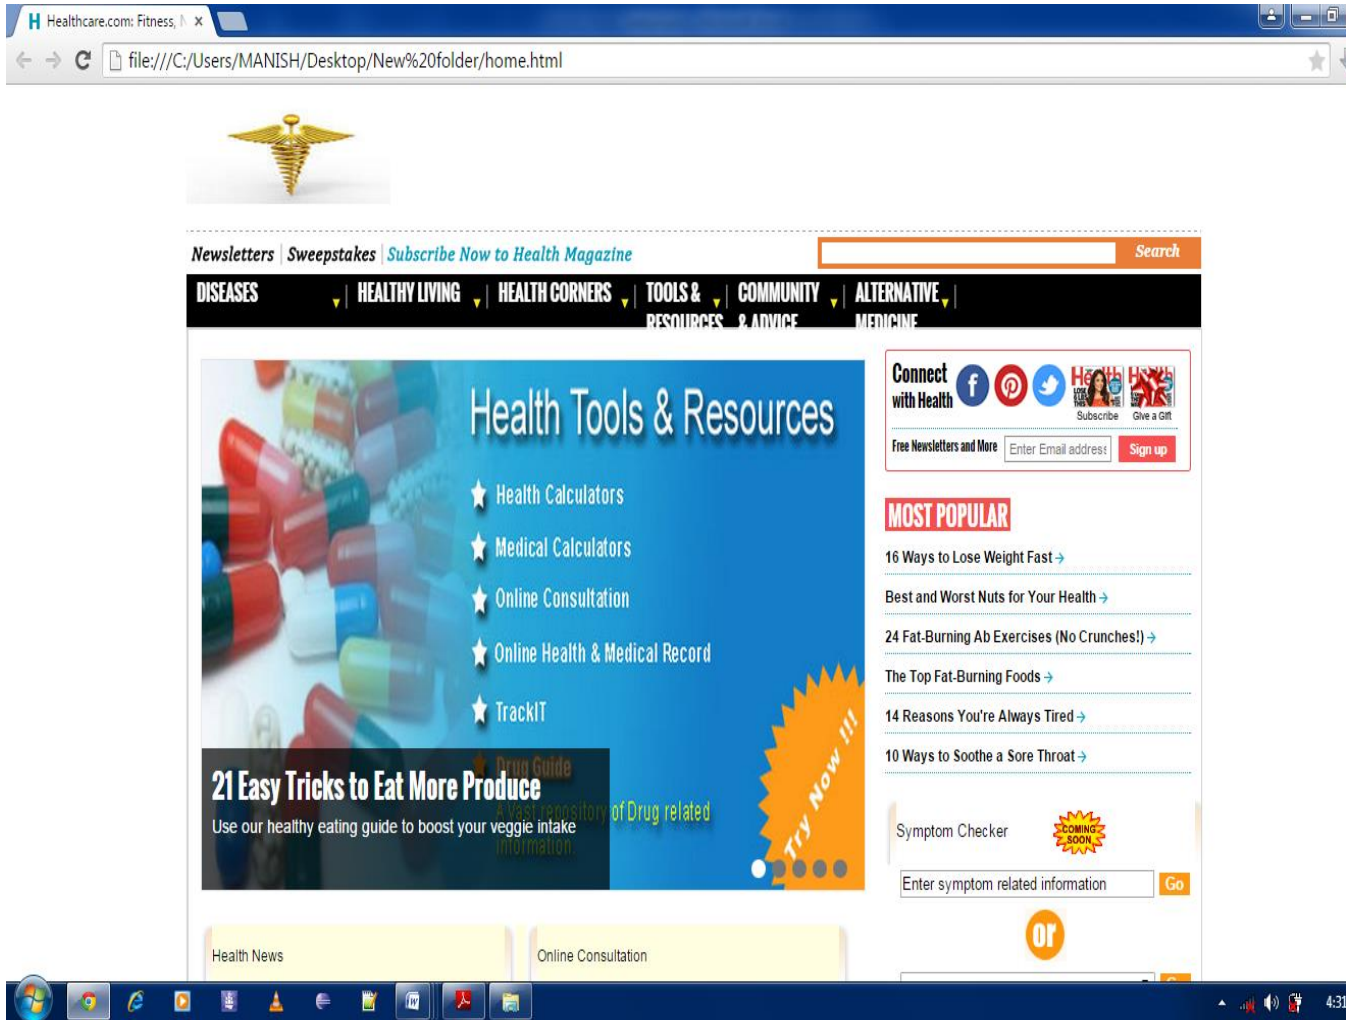 H Healthcare.com: Fitness, N
file:///C:/Users/MANISH/Desktop/New%20folder/home.html
Newsletters | Sweepstakes | Subscribe Now to Health Magazine
Search
DISEASES | HEALTHY LIVING | HEALTH CORNERS | TOOLS & RESOURCES | COMMUNITY & ADVICE | ALTERNATIVE MEDICINE |
Health Tools & Resources
Health Calculators
Medical Calculators
Online Consultation
Online Health & Medical Record
TrackIT
Drug Guide
A Vast repository of Drug related
information.
Try Now !!!
21 Easy Tricks to Eat More Produce
Use our healthy eating guide to boost your veggie intake
Connect
with Health
Health
Subscribe
Give a Gift
Free Newsletters and More
Enter Email address
Sign up
MOST POPULAR
16 Ways to Lose Weight Fast
Best and Worst Nuts for Your Health
24 Fat-Burning Ab Exercises (No Crunches!)
The Top Fat-Burning Foods
14 Reasons You're Always Tired
10 Ways to Soothe a Sore Throat
Symptom Checker
COMING
SOON
Enter symptom related information
Go
or
Health News
Online Consultation
4:31